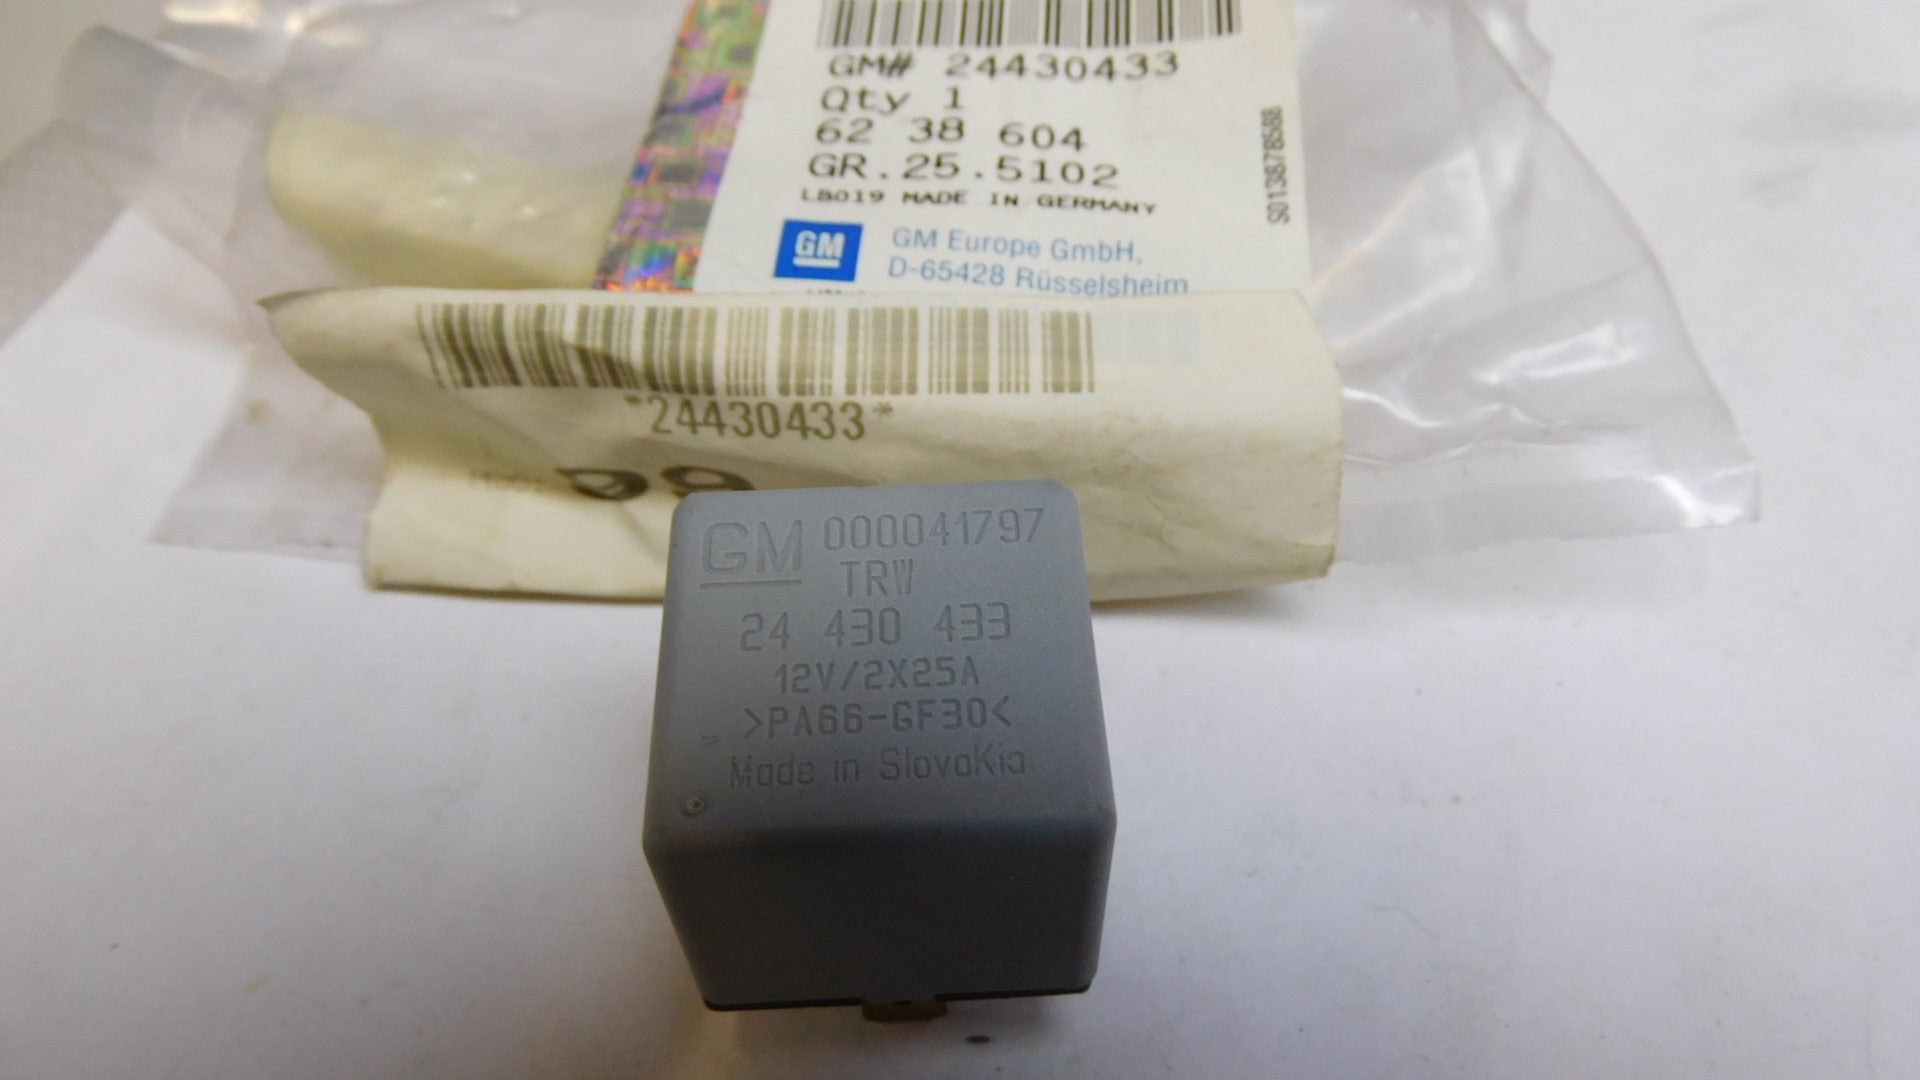 GM# 24430433
Qty 1
62 38 604
GR.25.5102
LB019 MADE IN GERMANY
S013878588
GM
GM Europe GmbH,
D-65428 Rüsselsheim
*24430433*
GM 000041797
TRW
24 430 433
12V/2X25A
>PA66-GF30<
Made in SlovaKia